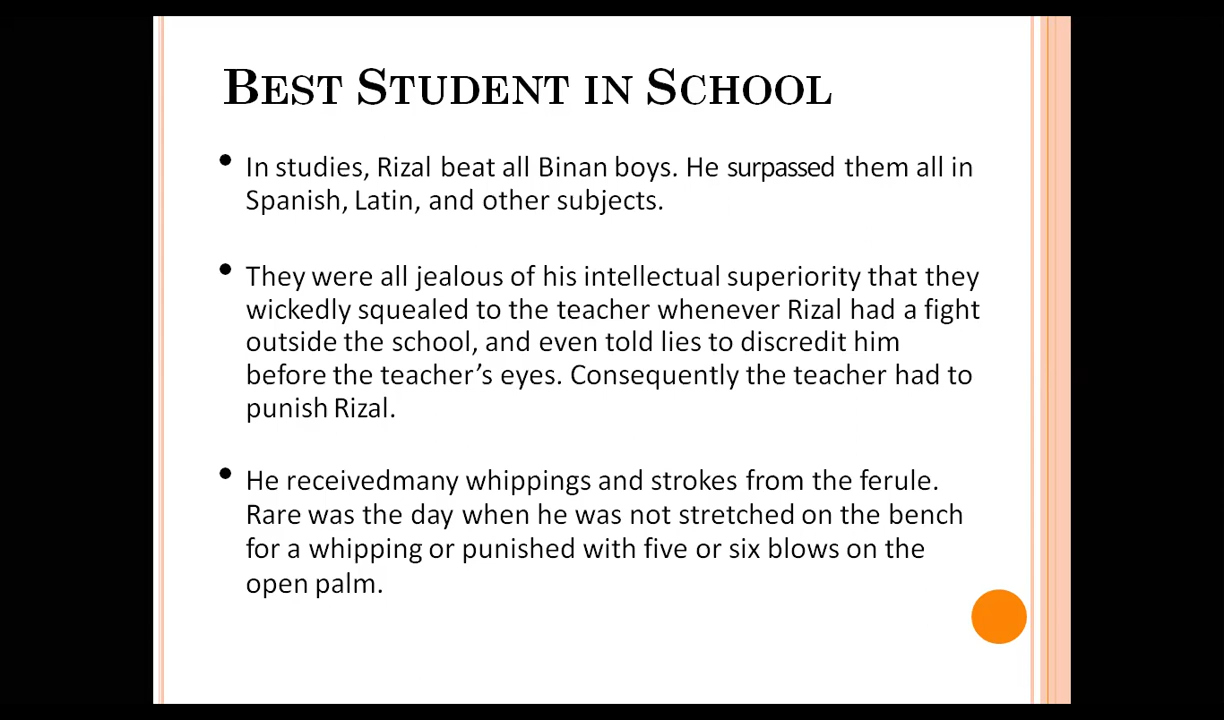 BEST STUDENT IN SCHOOL
• In studies, Rizal beat all Binan boys. He surpassed them all in
Spanish, Latin, and other subjects.
• They were all jealous of his intellectual superiority that they
wickedly squealed to the teacher whenever Rizal had a fight
outside the school, and even told lies to discredit him
before the teacher’s eyes. Consequently the teacher had to
punish Rizal.
• He receivedmany whippings and strokes from the ferule.
Rare was the day when he was not stretched on the bench
for a whipping or punished with five or six blows on the
open palm.